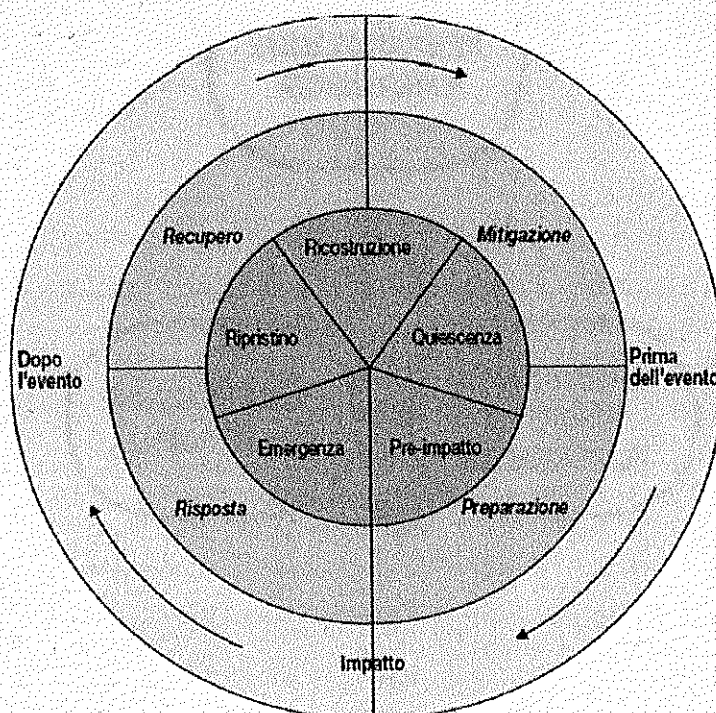 Recupero
Ricostruzione
Mitigazione
Ripristino
Quiescenza
Dopo
l'evento
Prima
dell'evento
Emergenza
Pre-impatto
Risposta
Preparazione
Impatto